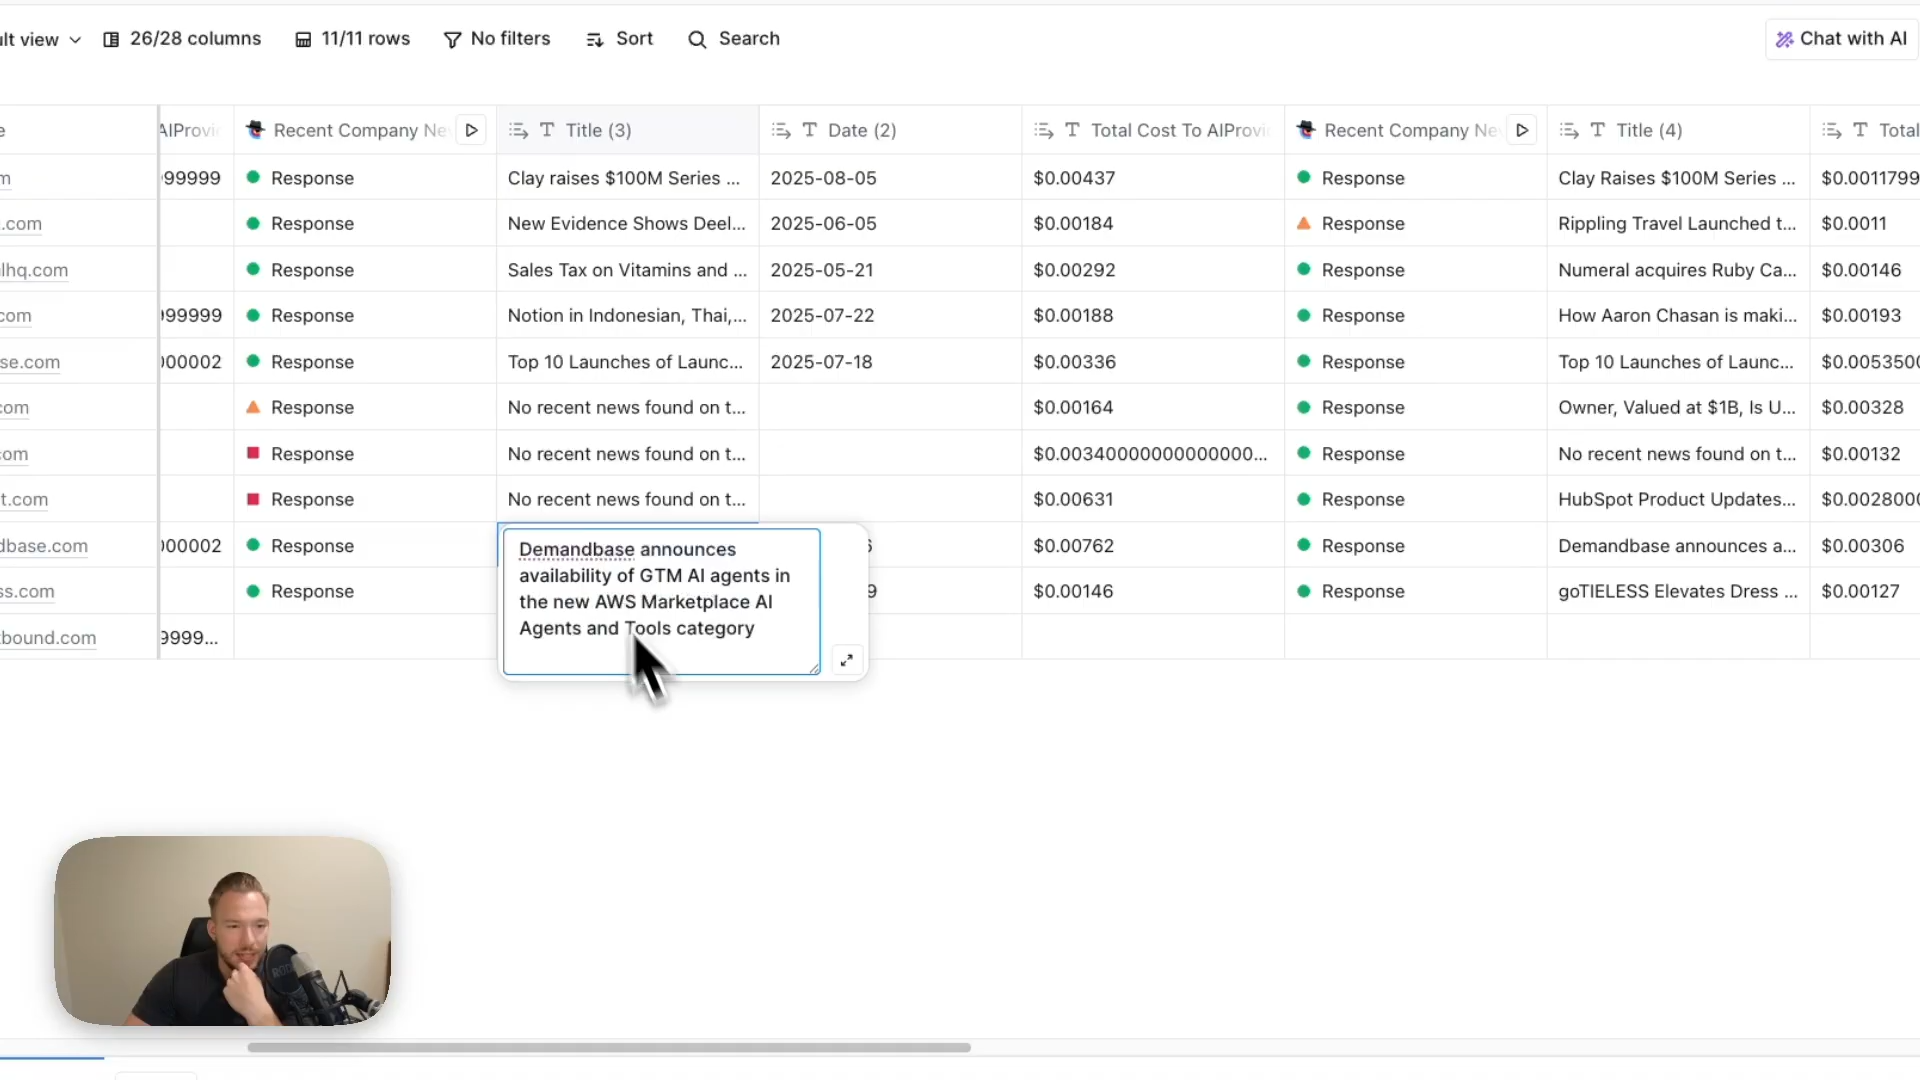 ult view 26/28 columns 11/11 rows No filters Sort Search Chat with AI
e AIProvi Recent Company Ne Title (3) Date (2) Total Cost To AIProvi Recent Company Ne Title (4) Total
m 99999 Response Clay raises $100M Series ... 2025-08-05 $0.00437 Response Clay Raises $100M Series ... $0.0011799
.com Response New Evidence Shows Deel... 2025-06-05 $0.00184 Response Rippling Travel Launched t... $0.0011
lhq.com Response Sales Tax on Vitamins and ... 2025-05-21 $0.00292 Response Numeral acquires Ruby Ca... $0.00146
com 999999 Response Notion in Indonesian, Thai,... 2025-07-22 $0.00188 Response How Aaron Chasan is maki... $0.00193
se.com 000002 Response Top 10 Launches of Launc... 2025-07-18 $0.00336 Response Top 10 Launches of Launc... $0.005350
com Response No recent news found on t... $0.00164 Response Owner, Valued at $1B, Is U... $0.00328
om Response No recent news found on t... $0.00340000000000000... Response No recent news found on t... $0.00132
t.com Response No recent news found on t... $0.00631 Response HubSpot Product Updates... $0.002800
dbase.com 000002 Response 6 $0.00762 Response Demandbase announces a... $0.00306
Demandbase announces
availability of GTM AI agents in
the new AWS Marketplace AI
Agents and Tools category
ss.com Response 9 $0.00146 Response goTIELESS Elevates Dress ... $0.00127
tbound.com 9999...